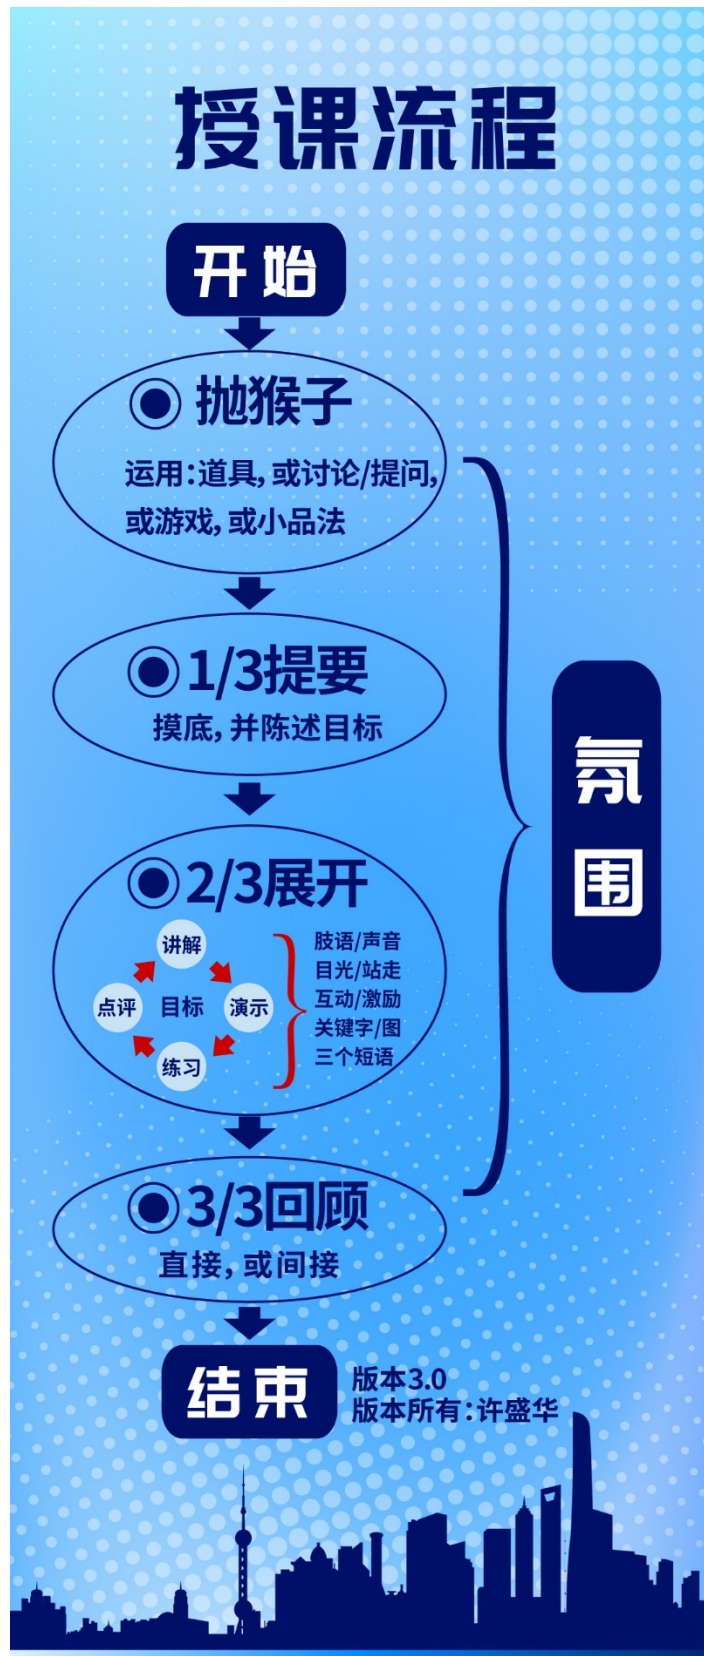 授课流程
开始
抛猴子
运用：道具，或讨论/提问，
或游戏，或小品法
1/3提要
摸底，并陈述目标
2/3展开
讲解
点评
目标
演示
练习
肢语/声音
目光/站走
互动/激励
关键字/图
三个短语
3/3回顾
直接，或间接
结束
版本3.0
版本所有：许盛华
氛
围